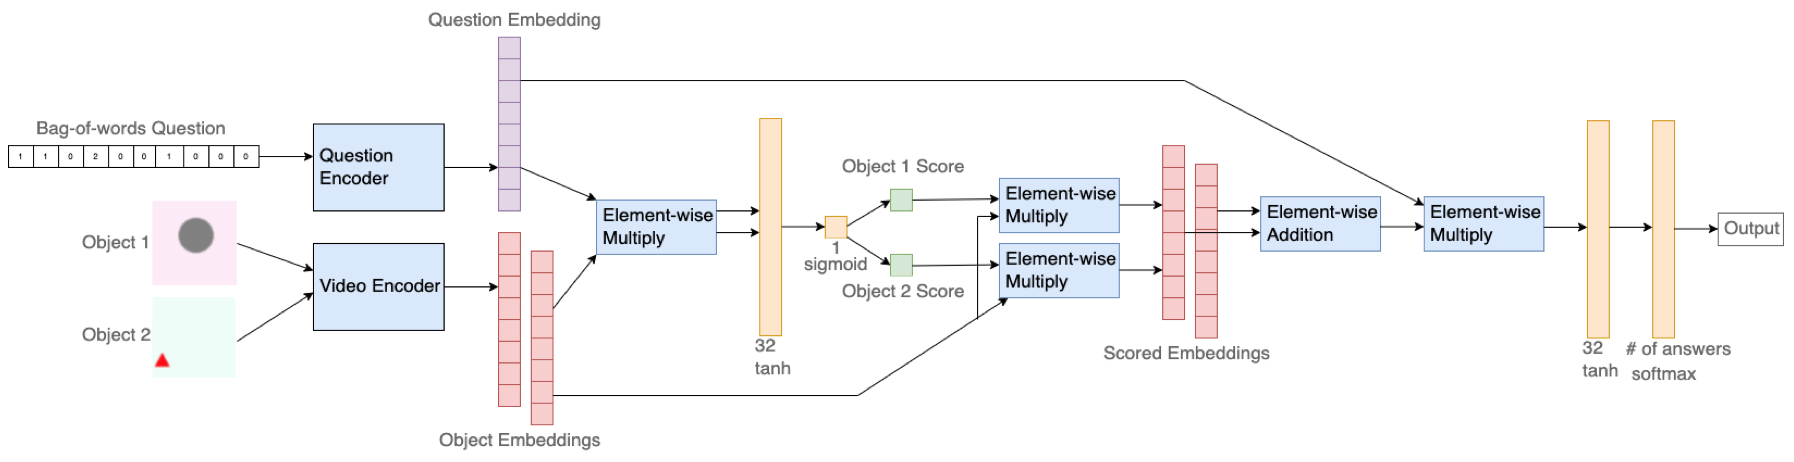 Question Embedding
Bag-of-words Question
1 1 0 2 0 0 1 0 0 0
Question
Encoder
Object 1
Object 2
Video Encoder
Object Embeddings
Element-wise
Multiply
32
tanh
1
sigmoid
Object 1 Score
Object 2 Score
Element-wise
Multiply
Element-wise
Multiply
Scored Embeddings
Element-wise
Addition
Element-wise
Multiply
32
tanh
# of answers
softmax
Output